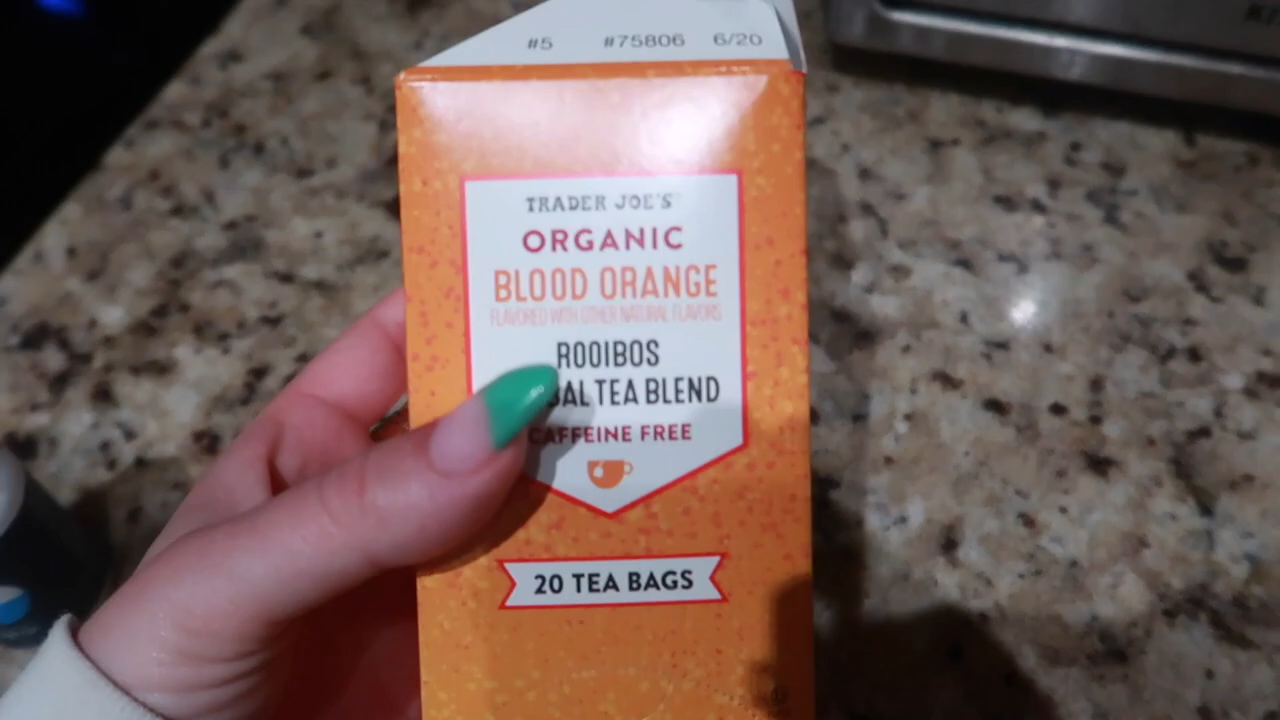 #5 #75806 6/20
TRADER JOE'S
ORGANIC
BLOOD ORANGE
FLAVORED WITH OTHER NATURAL FLAVORS
ROOIBOS
BAL TEA BLEND
CAFFEINE FREE
20 TEA BAGS